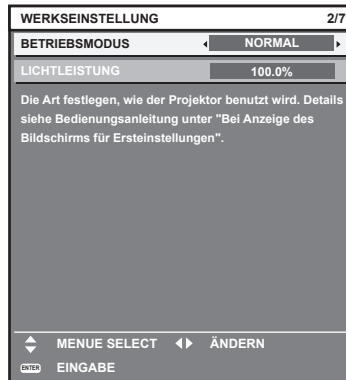 WERKSEINSTELLUNG 2/7
BETRIEBSMODUS NORMAL
LICHTLEISTUNG 100.0%
Die Art festlegen, wie der Projektor benutzt wird. Details
siehe Bedienungsanleitung unter "Bei Anzeige des
Bildschirms für Ersteinstellungen".
MENUE SELECT ÄNDERN
ENTER EINGABE